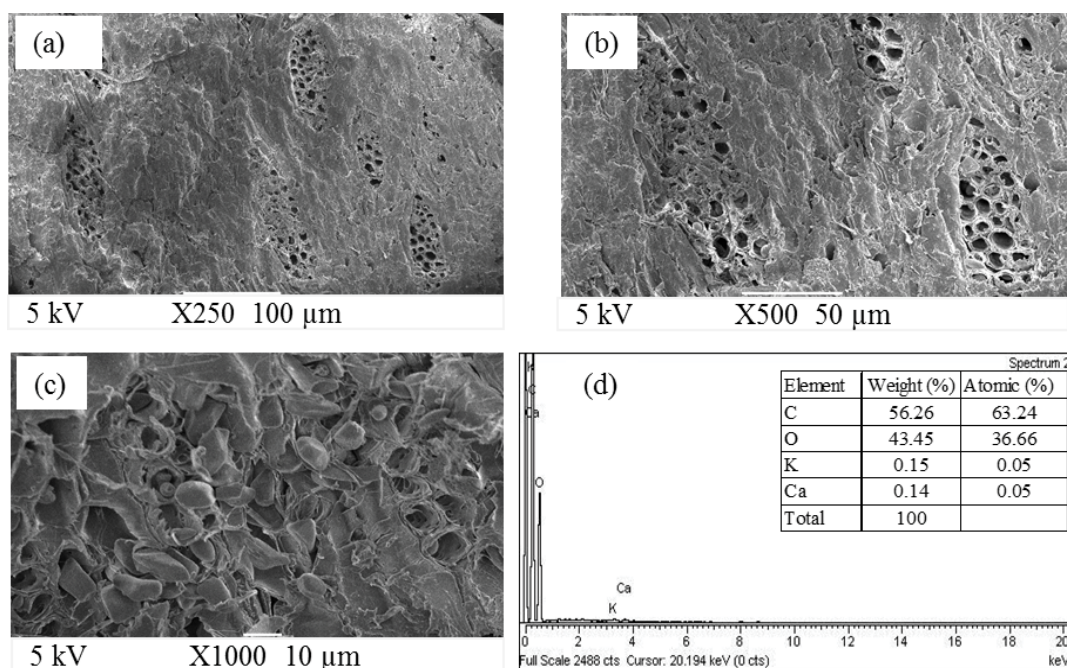 (a)
5 kV X250 100 µm
(b)
5 kV X500 50 µm
(c)
5 kV X1000 10 µm
(d)
Spectrum 2
K
C
Ca
O
Ca
K
Element Weight (%) Atomic (%)
C 56.26 63.24
O 43.45 36.66
K 0.15 0.05
Ca 0.14 0.05
Total 100
0 2 4 6 8 10 12 14 16 18 20
Full Scale 2488 cts Cursor: 20.194 keV (0 cts) keV